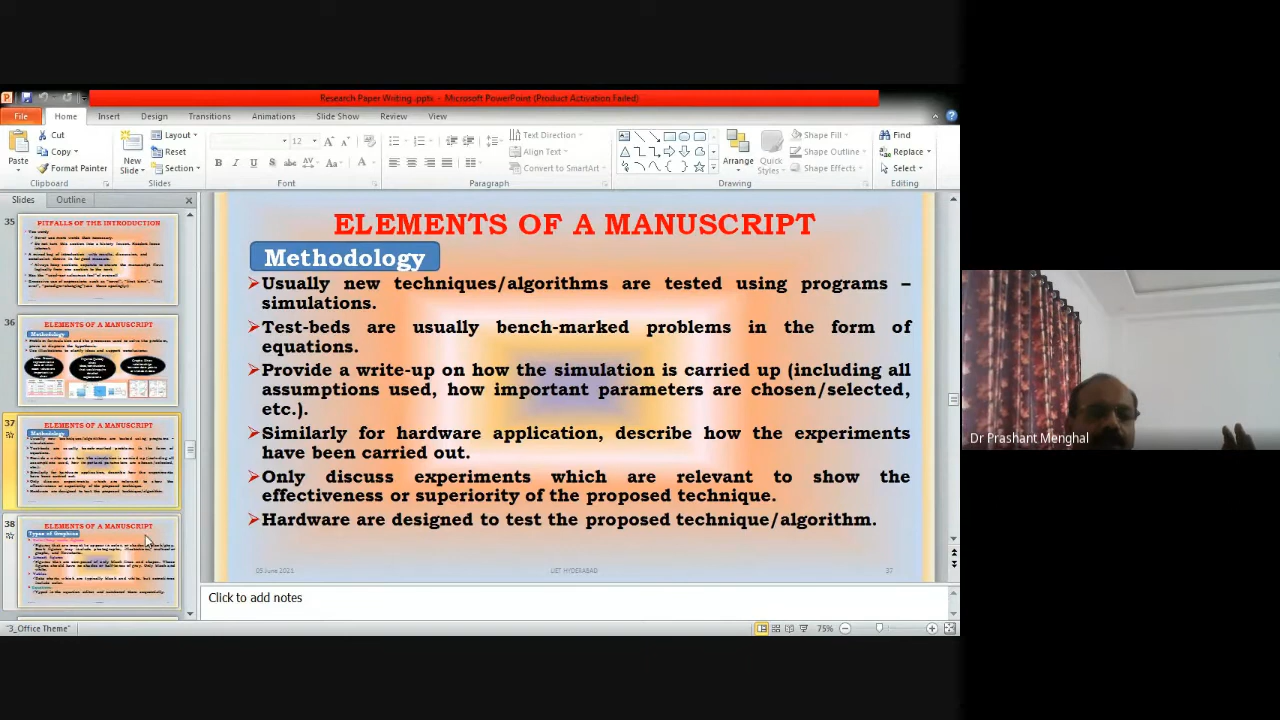 Research Paper Writing .pptx - Microsoft PowerPoint (Product Activation Failed)
File Home Insert Design Transitions Animations Slide Show Review View
Cut
Copy
Format Painter
Paste
Clipboard
New
Slide
Layout
Reset
Section
Slides
12
Font
Text Direction
Align Text
Convert to SmartArt
Paragraph
Arrange
Quick
Styles
Shape Fill
Shape Outline
Shape Effects
Drawing
Find
Replace
Select
Editing
Slides Outline
35
PITFALLS OF THE INTRODUCTION
36
ELEMENTS OF A MANUSCRIPT
Methodology
37
ELEMENTS OF A MANUSCRIPT
Methodology
38
ELEMENTS OF A MANUSCRIPT
Types of Graphics
ELEMENTS OF A MANUSCRIPT
Methodology
Usually new techniques/algorithms are tested using programs –
simulations.
Test-beds are usually bench-marked problems in the form of
equations.
Provide a write-up on how the simulation is carried up (including all
assumptions used, how important parameters are chosen/selected,
etc.).
Similarly for hardware application, describe how the experiments
have been carried out.
Only discuss experiments which are relevant to show the
effectiveness or superiority of the proposed technique.
Hardware are designed to test the proposed technique/algorithm.
05 June 2021
HYDERABAD
37
Click to add notes
"3_Office Theme"
75%
Dr Prashant Menghal